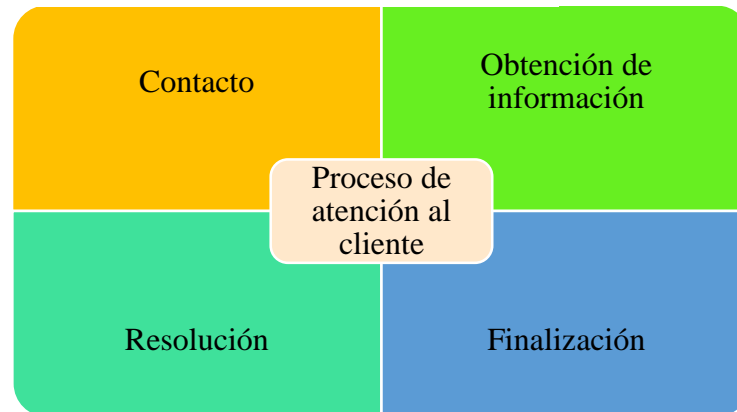 Contacto
Obtención de
información
Proceso de
atención al
cliente
Resolución
Finalización